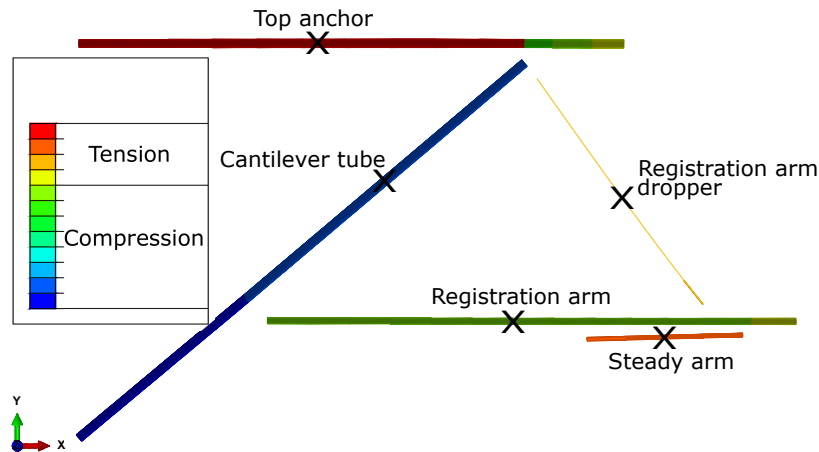 Top anchor
Tension
Cantilever tube
Registration arm
dropper
Compression
Registration arm
Steady arm
Y
X